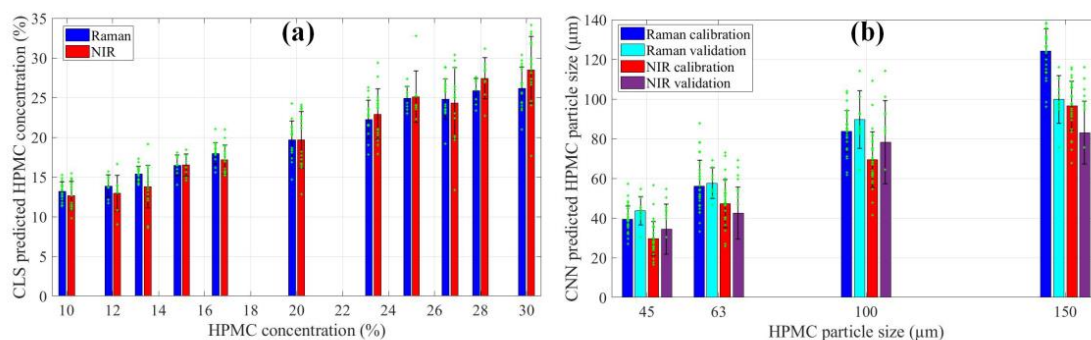 (a)
Raman
NIR
35
30
25
20
15
10
5
0
CLS predicted HPMC concentration (%)
10 12 14 16 18 20 22 24 26 28 30
HPMC concentration (%)
(b)
Raman calibration
Raman validation
NIR calibration
NIR validation
140
120
100
80
60
40
20
0
CNN predicted HPMC particle size (μm)
45 63 100 150
HPMC particle size (μm)